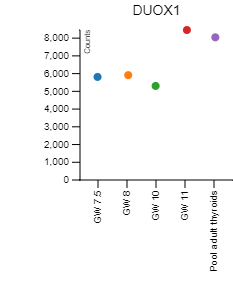 DUOX1
Counts
8,000
7,000
6,000
5,000
4,000
3,000
2,000
1,000
0
GW 7.5
GW 8
GW 10
GW 11
Pool adult thyroids